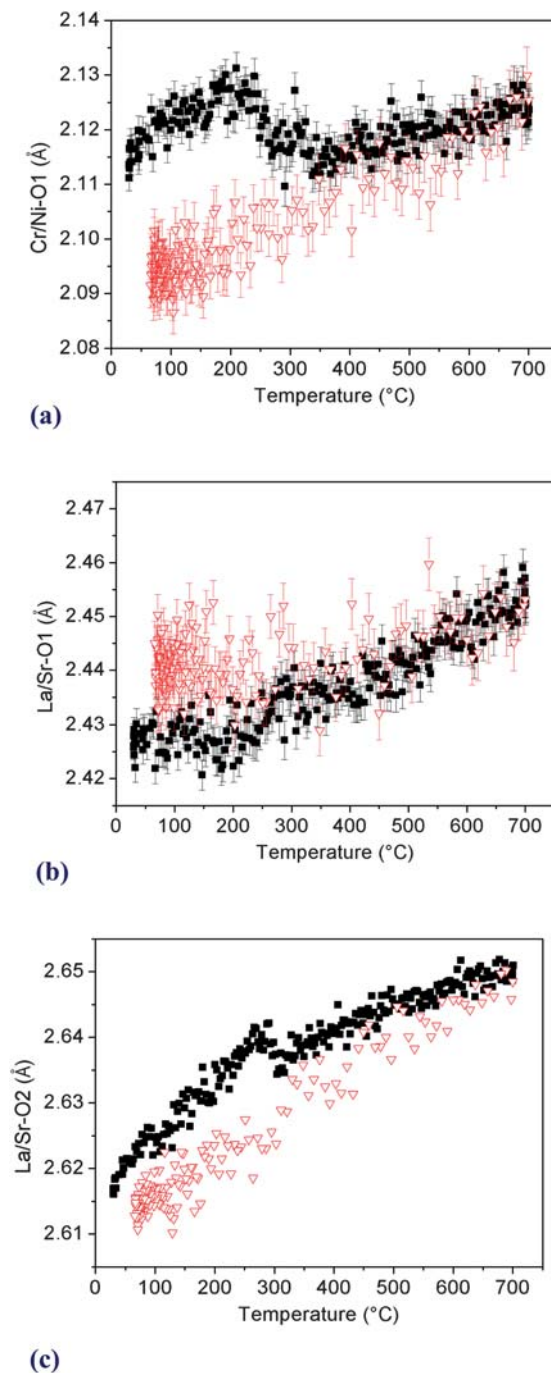 2.14
2.13
2.12
2.11
2.10
2.09
2.08
Cr/Ni-O1 (Å)
0 100 200 300 400 500 600 700
Temperature (°C)
(a)
2.47
2.46
2.45
2.44
2.43
2.42
La/Sr-O1 (Å)
0 100 200 300 400 500 600 700
Temperature (°C)
(b)
2.65
2.64
2.63
2.62
2.61
La/Sr-O2 (Å)
0 100 200 300 400 500 600 700
Temperature (°C)
(c)